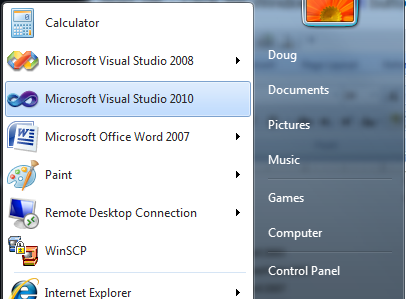 Calculator
Microsoft Visual Studio 2008
Microsoft Visual Studio 2010
Microsoft Office Word 2007
Paint
Remote Desktop Connection
WinSCP
Internet Explorer
Doug
Documents
Pictures
Music
Games
Computer
Control Panel